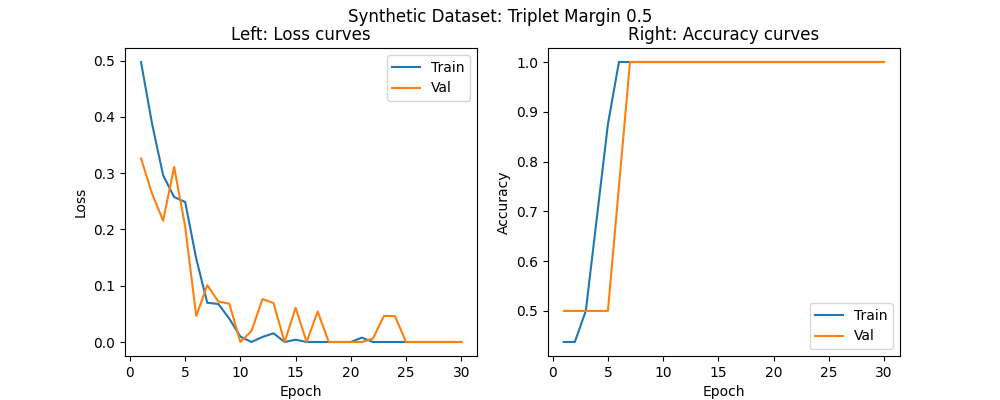 Synthetic Dataset: Triplet Margin 0.5
Left: Loss curves
0.5
0.4
0.3
0.2
0.1
0.0
Loss
Train
Val
0 5 10 15 20 25 30
Epoch
Right: Accuracy curves
1.0
0.9
0.8
0.7
0.6
0.5
Accuracy
Train
Val
0 5 10 15 20 25 30
Epoch